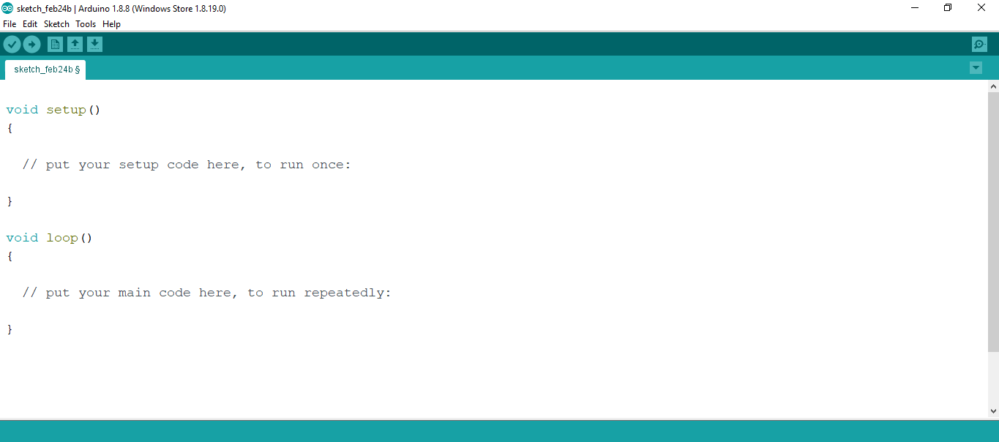 sketch_feb24b | Arduino 1.8.8 (Windows Store 1.8.19.0)
File Edit Sketch Tools Help
sketch_feb24b §
void setup()
{
// put your setup code here, to run once:
}
void loop()
{
// put your main code here, to run repeatedly:
}